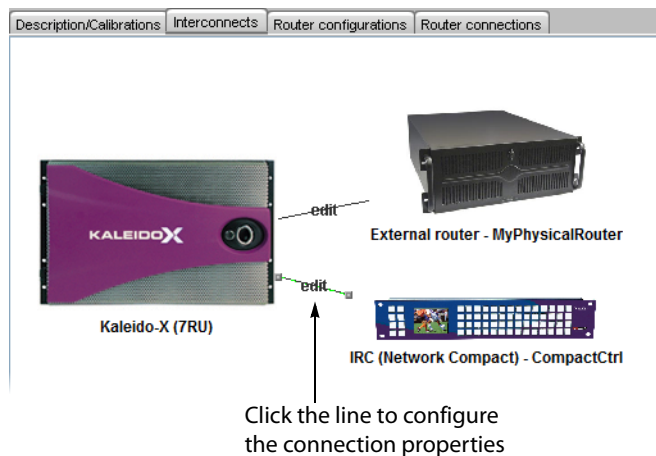 Description/Calibrations Interconnects Router configurations Router connections
KALEIDOX
edit
External router - MyPhysicalRouter
edit
Kaleido-X (7RU)
IRC (Network Compact) - CompactCtrl
Click the line to configure
the connection properties